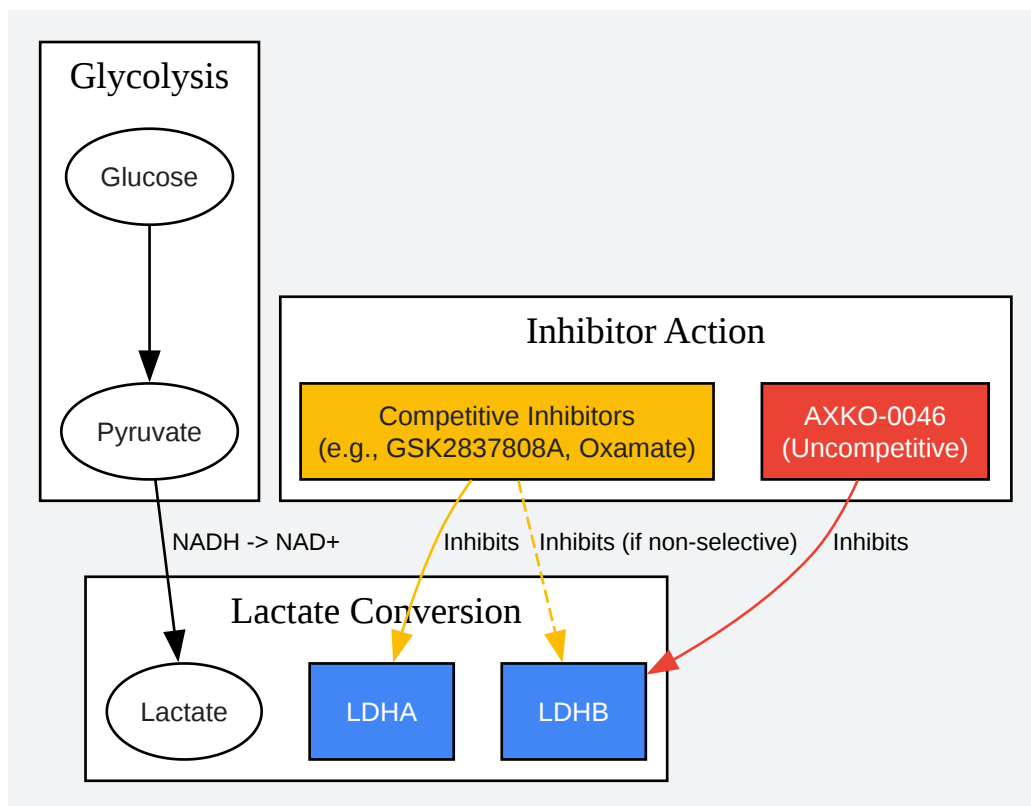 Glycolysis
Glucose
Pyruvate
Inhibitor Action
Competitive Inhibitors
(e.g., GSK2837808A, Oxamate)
AXKO-0046
(Uncompetitive)
NADH -> NAD+
Inhibits
Inhibits (if non-selective)
Inhibits
Lactate Conversion
Lactate
LDHA
LDHB